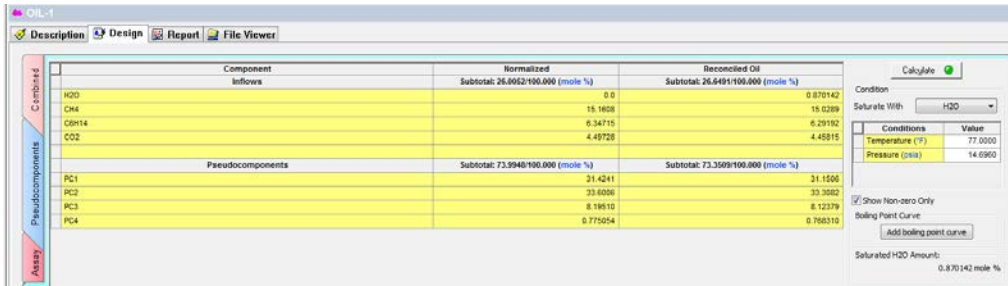 OIL-1
Description Design Report File Viewer
Combined
Pseudocomponents
Assay
Component Normalized Reconciled Oil
Inflows Subtotal: 26.0052/100.000 (mole %) Subtotal: 26.6491/100.000 (mole %)
H2O 0.0 0.870142
CH4 15.1608 15.0289
C6H14 6.34715 6.29192
CO2 4.49728 4.45815
Pseudocomponents Subtotal: 73.9948/100.000 (mole %) Subtotal: 73.3509/100.000 (mole %)
PC1 31.4241 31.1506
PC2 33.6006 33.3082
PC3 8.19510 8.12379
PC4 0.775054 0.768310
Calculate
Condition
Saturate With H2O
Conditions Value
Temperature (°F) 77.0000
Pressure (psia) 14.6960
Show Non-zero Only
Boiling Point Curve
Add boiling point curve
Saturated H2O Amount:
0.870142 mole %